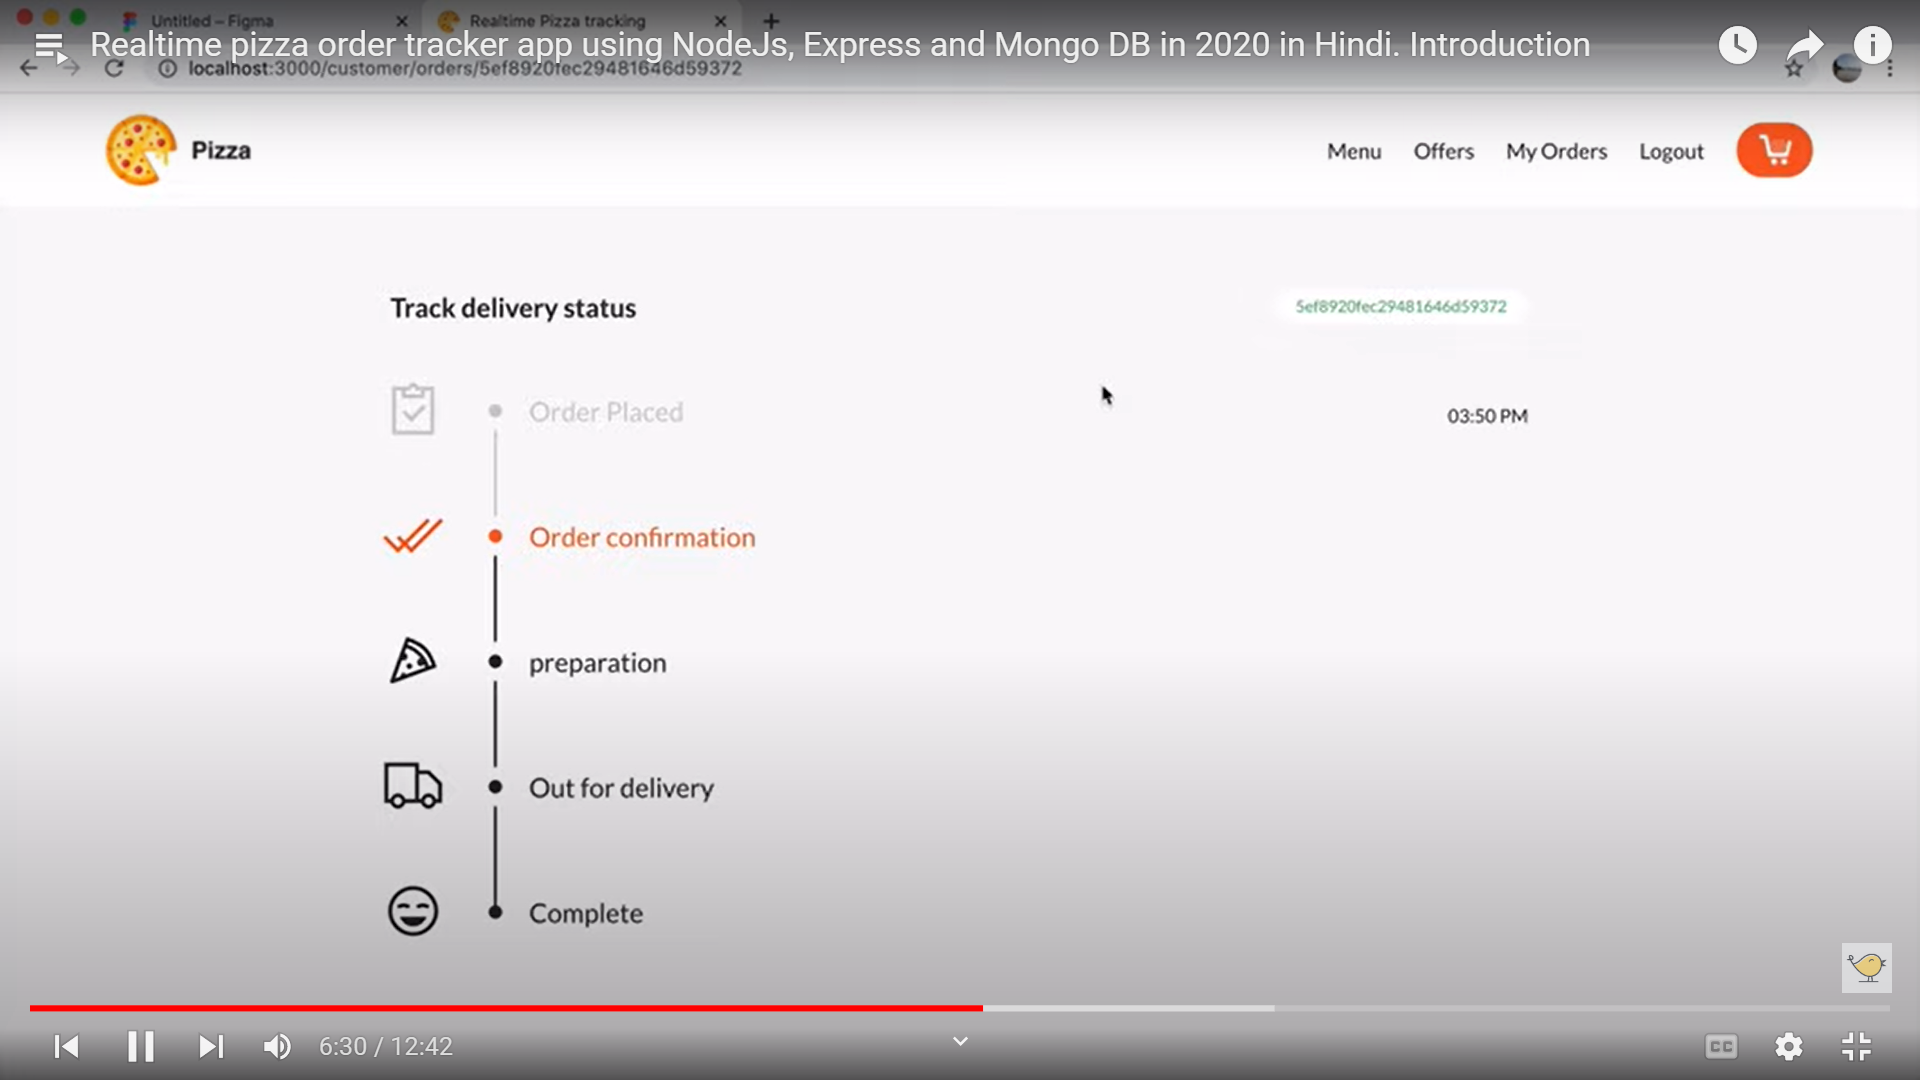 Untitled – Figma
Realtime Pizza tracking
Realtime pizza order tracker app using NodeJs, Express and Mongo DB in 2020 in Hindi. Introduction
localhost:3000/customer/orders/5ef8920fec29481646d59372
Pizza
Menu Offers My Orders Logout
Track delivery status
5ef8920fec29481646d59372
Order Placed
03:50 PM
Order confirmation
preparation
Out for delivery
Complete
6:30 / 12:42
CC